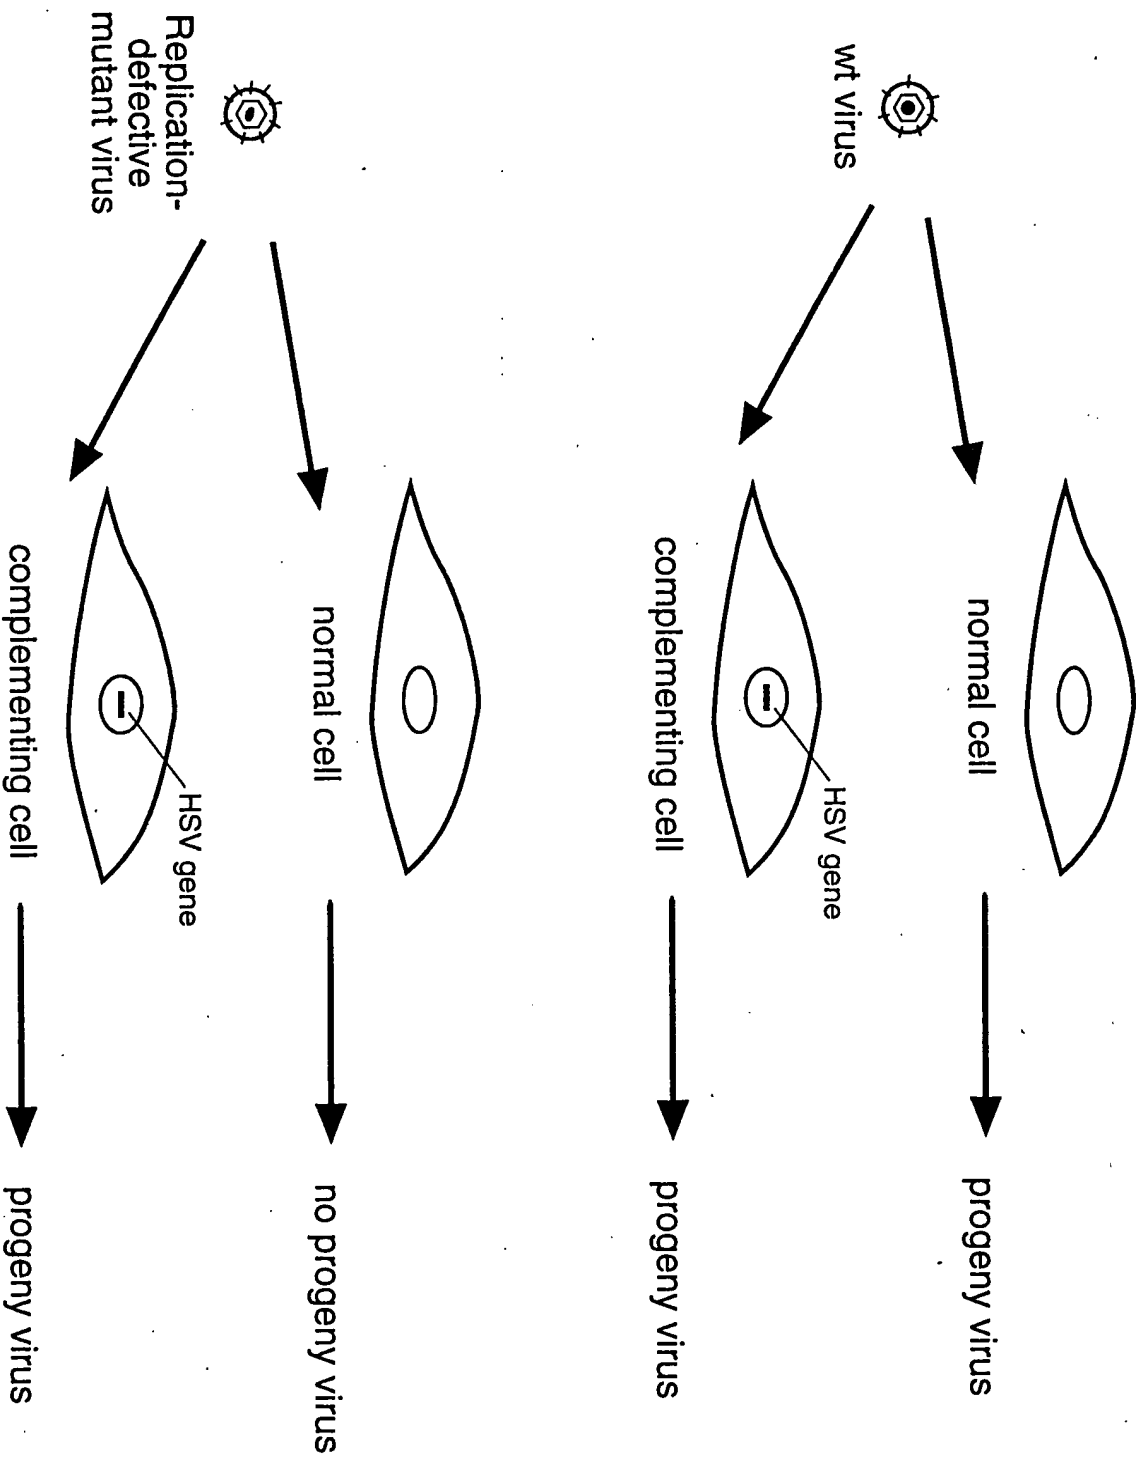 wt virus
normal cell
progeny virus
HSV gene
complementing cell
progeny virus
Replication-
defective
mutant virus
normal cell
no progeny virus
HSV gene
complementing cell
progeny virus